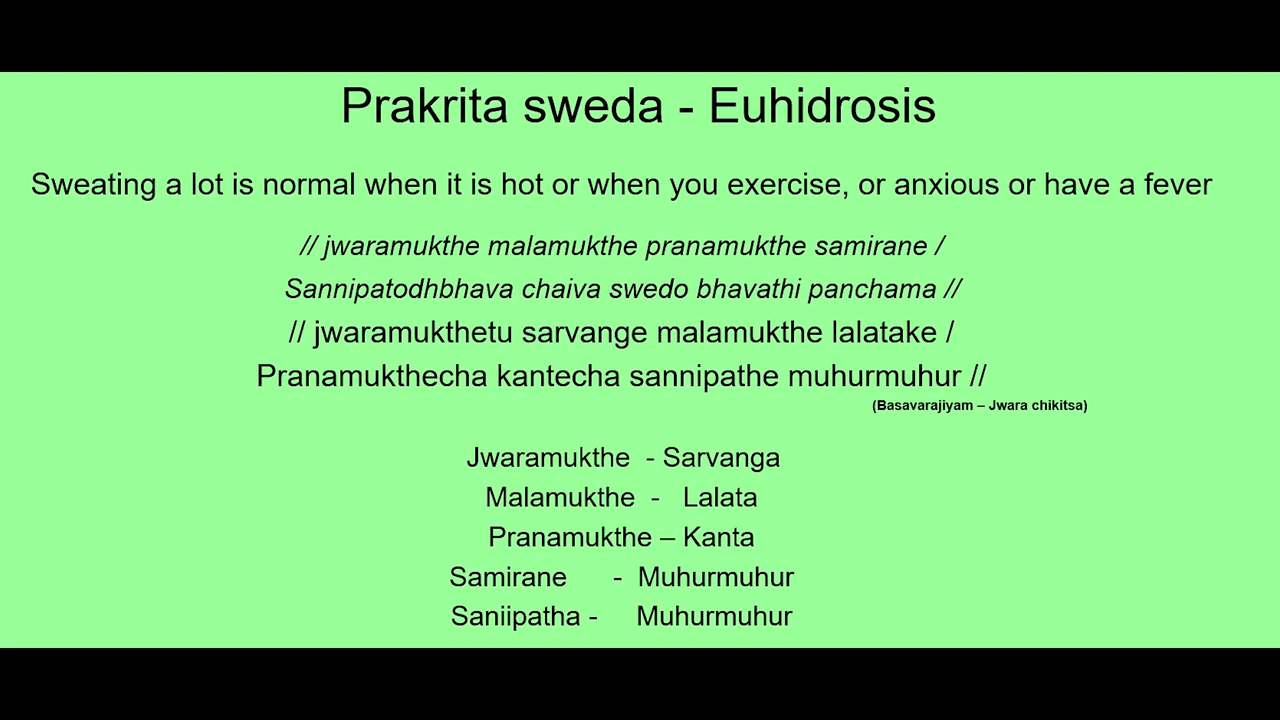 Prakrita sweda - Euhidrosis
Sweating a lot is normal when it is hot or when you exercise, or anxious or have a fever
// jwaramukthe malamukthe pranamukthe samirane /
Sannipatodhbhava chaiva swedo bhavathi panchama //
// jwaramukthetu sarvange malamukthe lalatake /
Pranamukthecha kantecha sannipathe muhurmuhur //
(Basavarajiyam – Jwara chikitsa)
Jwaramukthe - Sarvanga
Malamukthe - Lalata
Pranamukthe – Kanta
Samirane - Muhurmuhur
Saniipatha - Muhurmuhur